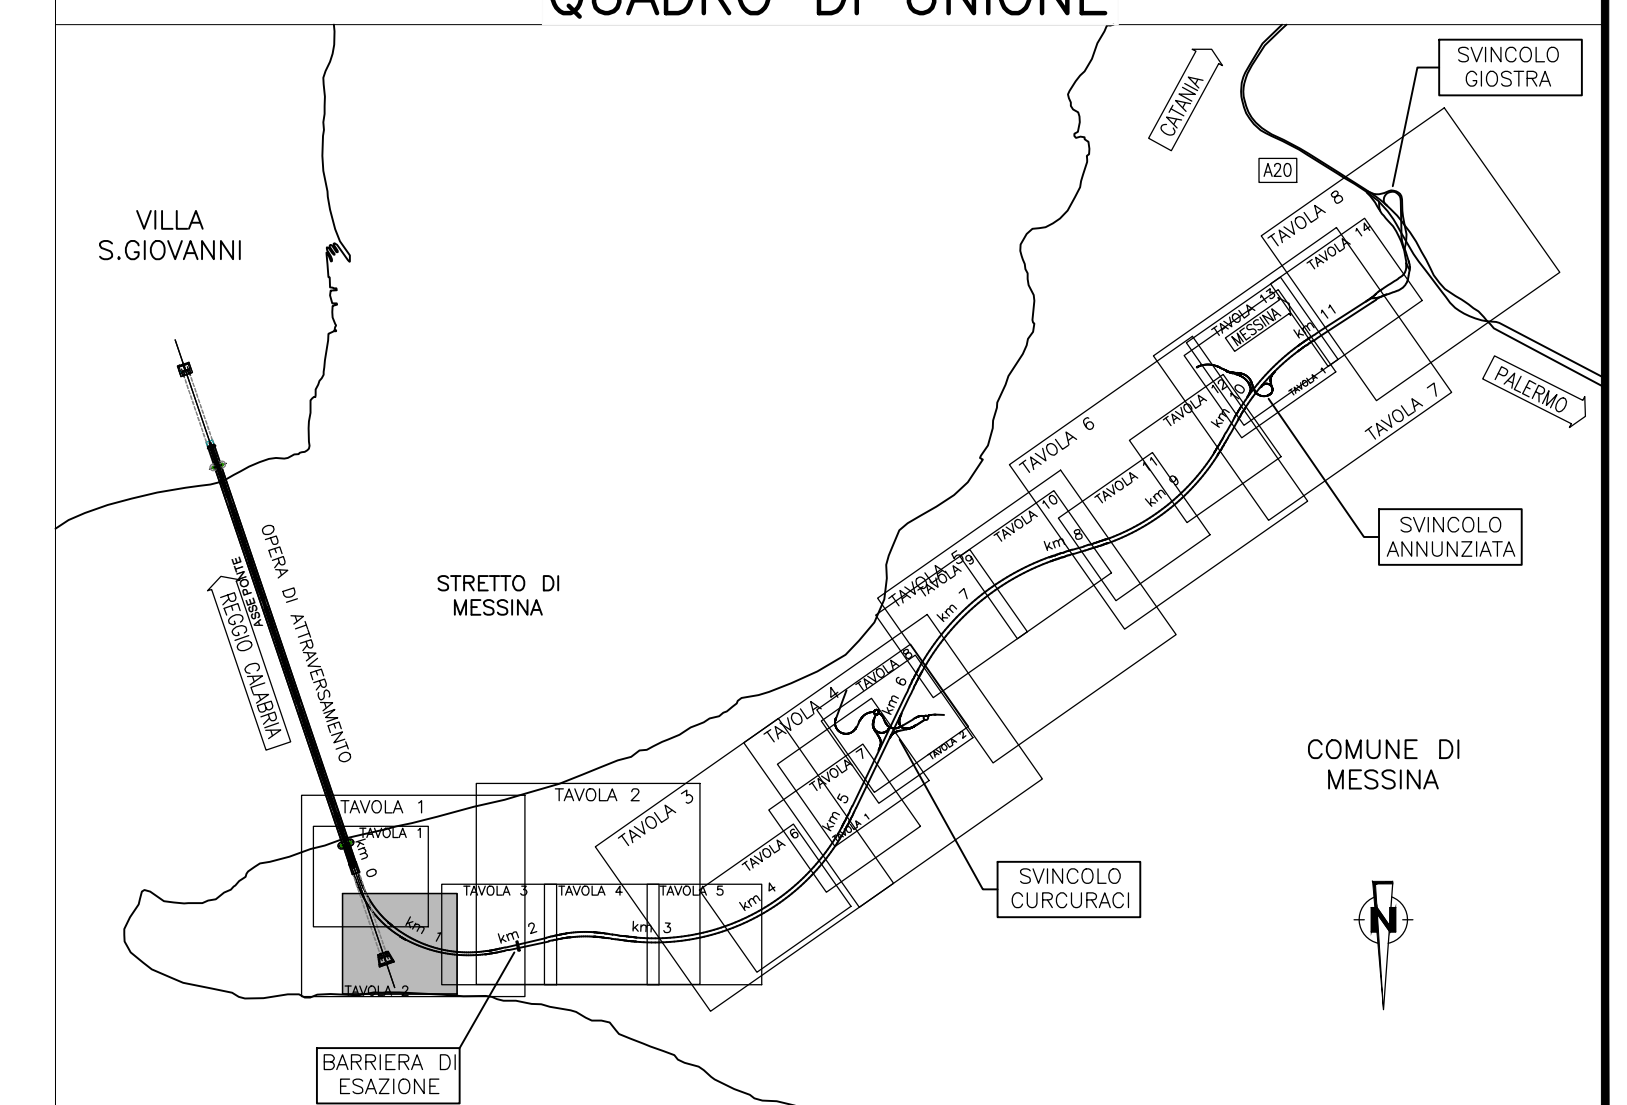 QUADRO DI UNIONE
SVINCOLO
GIOSTRA
CATANIA
A20
VILLA
S.GIOVANNI
TAVOLA 8
TAVOLA 14
TAVOLA 13
MESSINA
km 11
TAVOLA 1
PALERMO
TAVOLA 7
TAVOLA 12
km 10
TAVOLA 6
TAVOLA 11
km 9
TAVOLA 10
km 8
SVINCOLO
ANNUNZIATA
TAVOLA 5
TAVOLA 9
km 7
OPERA DI ATTRAVERSAMENTO
ASSE PONTE
REGGIO CALABRIA
STRETTO DI
MESSINA
TAVOLA 8
km 6
TAVOLA 4
TAVOLA 2
TAVOLA 7
km 5
TAVOLA 1
COMUNE DI
MESSINA
TAVOLA 1
TAVOLA 2
TAVOLA 3
TAVOLA 1
km 0
TAVOLA 6
TAVOLA 3
TAVOLA 4
TAVOLA 5
km 4
SVINCOLO
CURCURACI
km 1
km 2
km 3
N
TAVOLA 2
BARRIERA DI
ESAZIONE